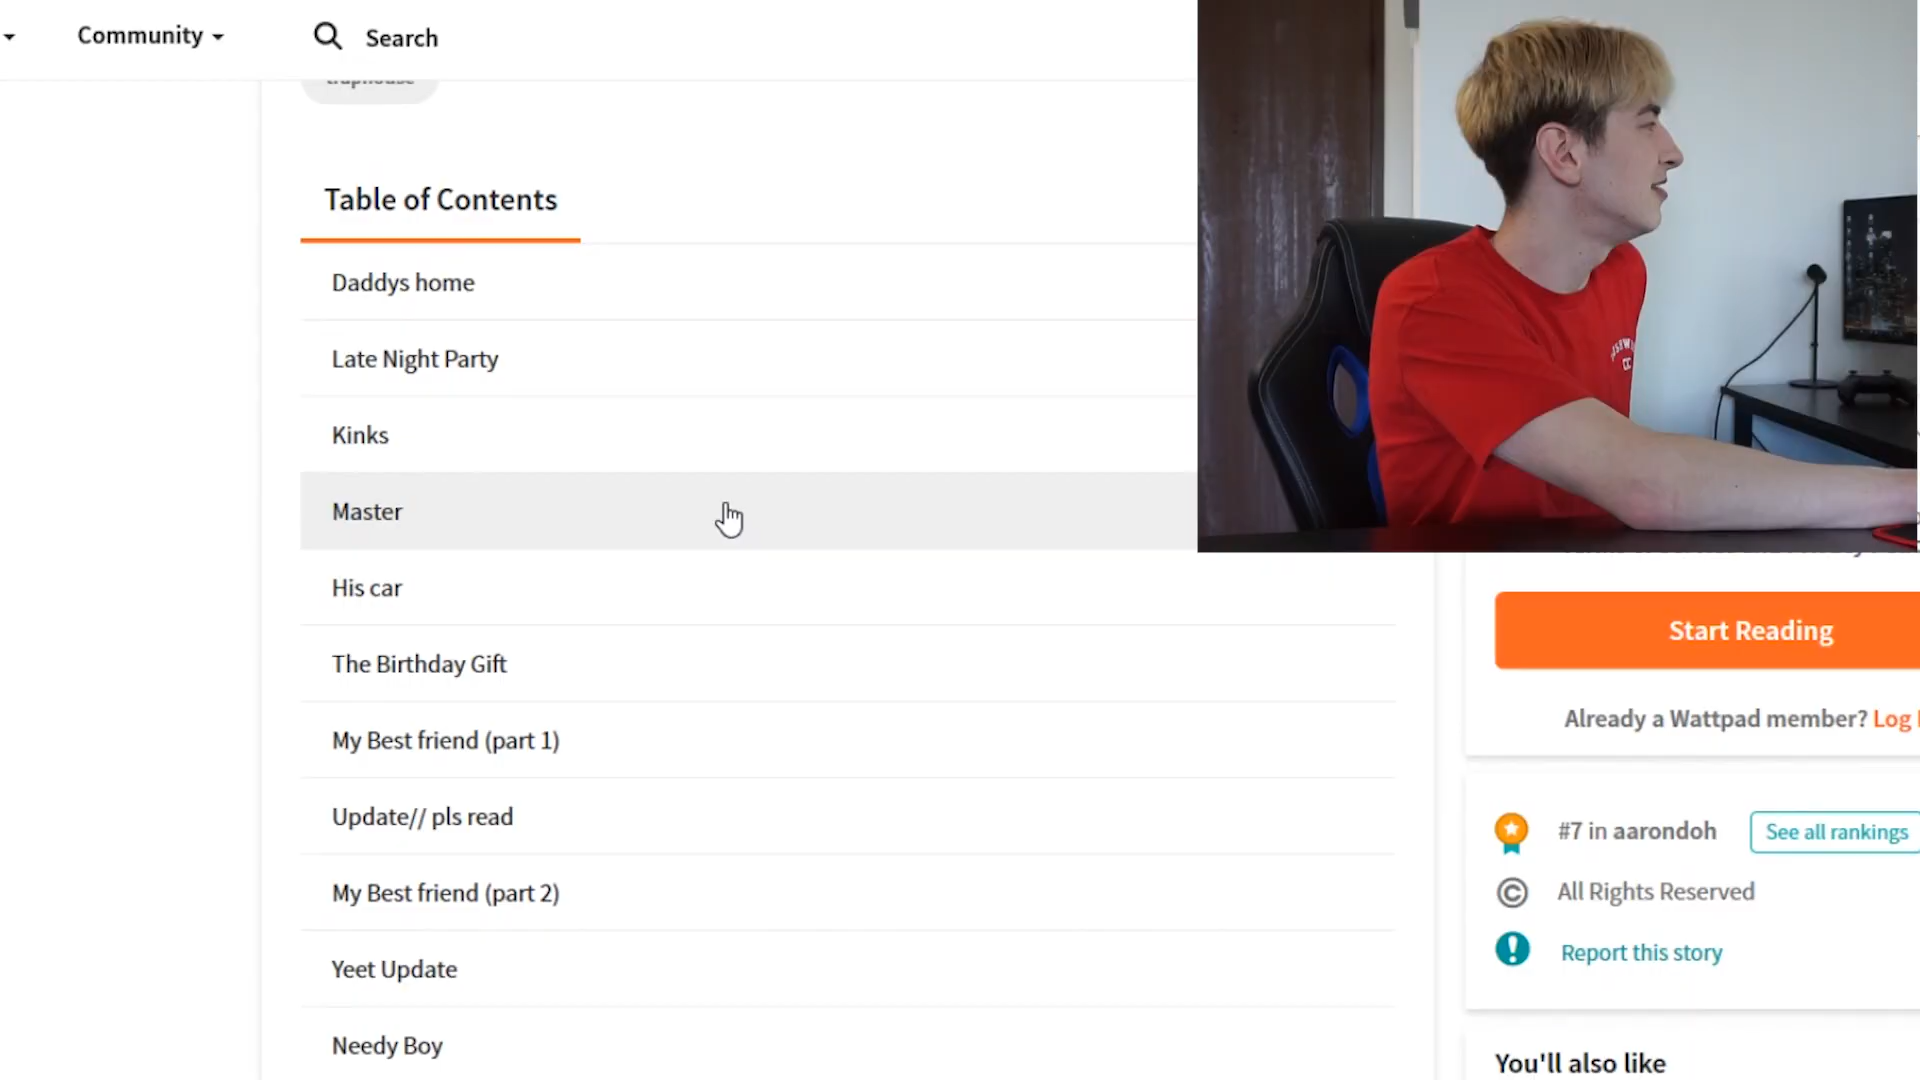 Community
Search
traphouse
Table of Contents
Daddys home
Late Night Party
Kinks
Master
His car
The Birthday Gift
My Best friend (part 1)
Update// pls read
My Best friend (part 2)
Yeet Update
Needy Boy
Start Reading
Already a Wattpad member? Log
#7 in aarondoh
See all rankings
All Rights Reserved
Report this story
You'll also like